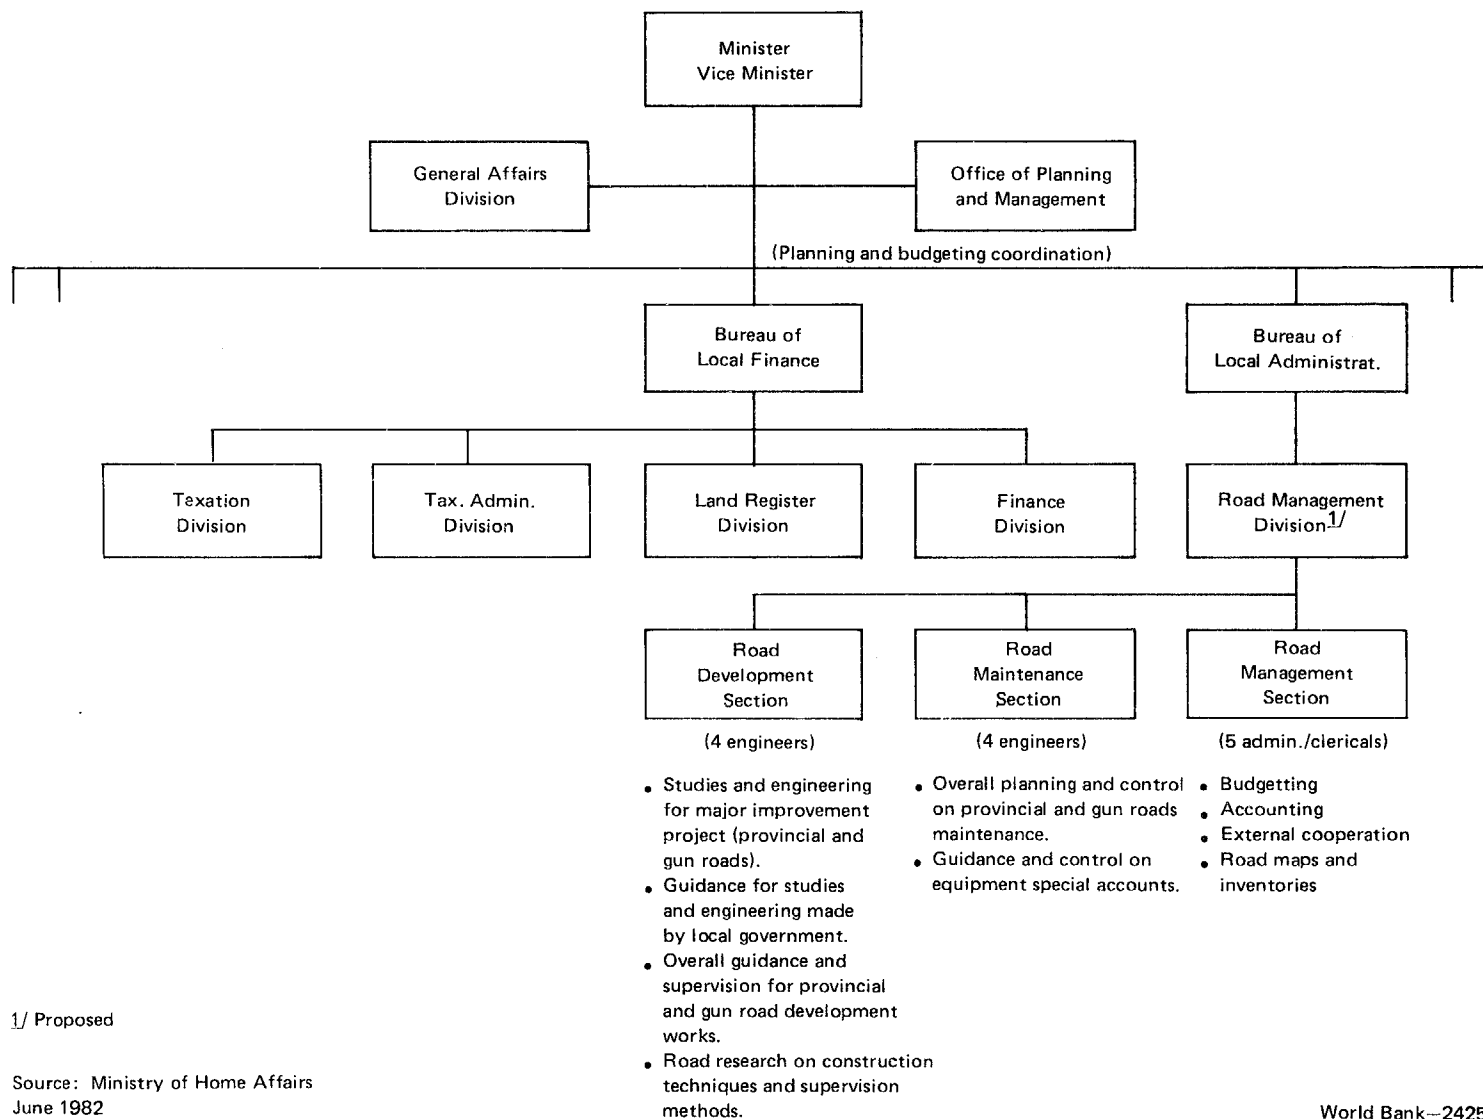 Minister
Vice Minister
General Affairs
Division
Office of Planning
and Management
(Planning and budgeting coordination)
Bureau of
Local Finance
Bureau of
Local Administrat.
Texation
Division
Tax. Admin.
Division
Land Register
Division
Finance
Division
Road Management
Division 1/
Road
Development
Section
Road
Maintenance
Section
Road
Management
Section
(4 engineers)
(4 engineers)
(5 admin./clericals)
• Studies and engineering
for major improvement
project (provincial and
gun roads).
• Guidance for studies
and engineering made
by local government.
• Overall guidance and
supervision for provincial
and gun road development
works.
• Road research on construction
techniques and supervision
methods.
• Overall planning and control
on provincial and gun roads
maintenance.
• Guidance and control on
equipment special accounts.
• Budgetting
• Accounting
• External cooperation
• Road maps and
inventories
1/ Proposed
Source: Ministry of Home Affairs
June 1982
World Bank—2425